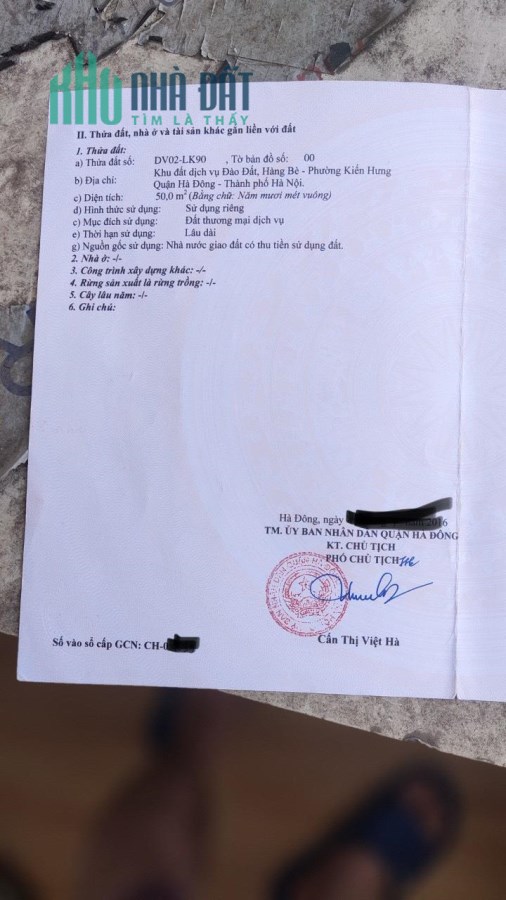 KHO NHÀ ĐẤT
TÌM LÀ THẤY
II. Thửa đất, nhà ở và tài sản khác gắn liền với đất
1. Thửa đất:
a) Thửa đất số: DV02-LK90 , Tờ bản đồ số: 00
b) Địa chỉ: Khu đất dịch vụ Đào Đất, Hàng Bè - Phường Kiến Hưng
Quận Hà Đông - Thành phố Hà Nội.
c) Diện tích: 50,0 m² (Bằng chữ: Năm mươi mét vuông)
d) Hình thức sử dụng: Sử dụng riêng
c) Mục đích sử dụng: Đất thương mại dịch vụ
e) Thời hạn sử dụng: Lâu dài
g) Nguồn gốc sử dụng: Nhà nước giao đất có thu tiền sử dụng đất.
2. Nhà ở: -/-
3. Công trình xây dựng khác: -/-
4. Rừng sản xuất là rừng trồng: -/-
5. Cây lâu năm: -/-
6. Ghi chú:
Hà Đông, ngày 2016
TM. ỦY BAN NHÂN DÂN QUẬN HÀ ĐÔNG
KT. CHỦ TỊCH
PHÓ CHỦ TỊCH
Cấn Thị Việt Hà
Số vào sổ cấp GCN: CH-0